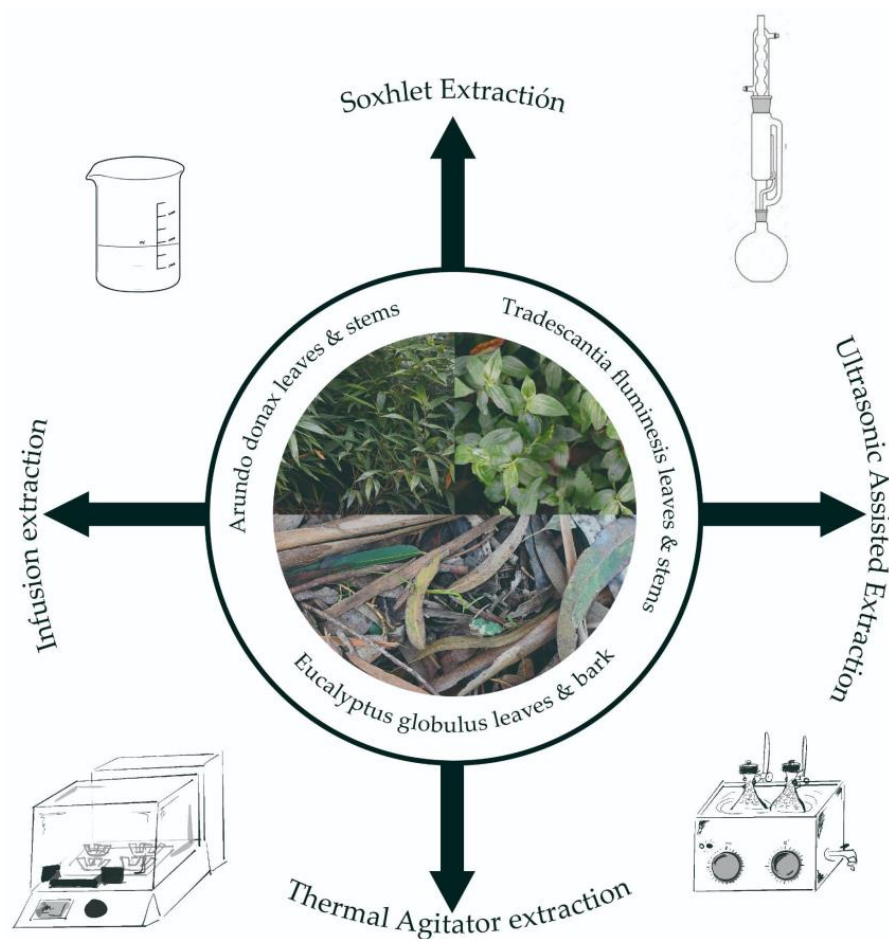 Soxhlet Extractión
Arundo donax leaves & stems
Tradescantia fluminesis leaves & stems
Infusion extraction
Ultrasonic Assisted Extraction
Eucalyptus globulus leaves & bark
Thermal Agitator extraction